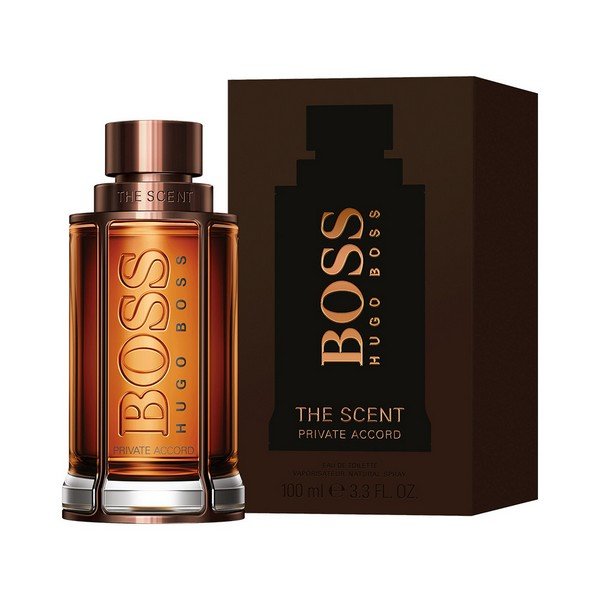 THE SCENT
BOSS
HUGO BOSS
PRIVATE ACCORD
BOSS
HUGO BOSS
THE SCENT
PRIVATE ACCORD
EAU DE TOILETTE
VAPORISATEUR NATURAL SPRAY
100 ml ℮ 3.3 FL. OZ.